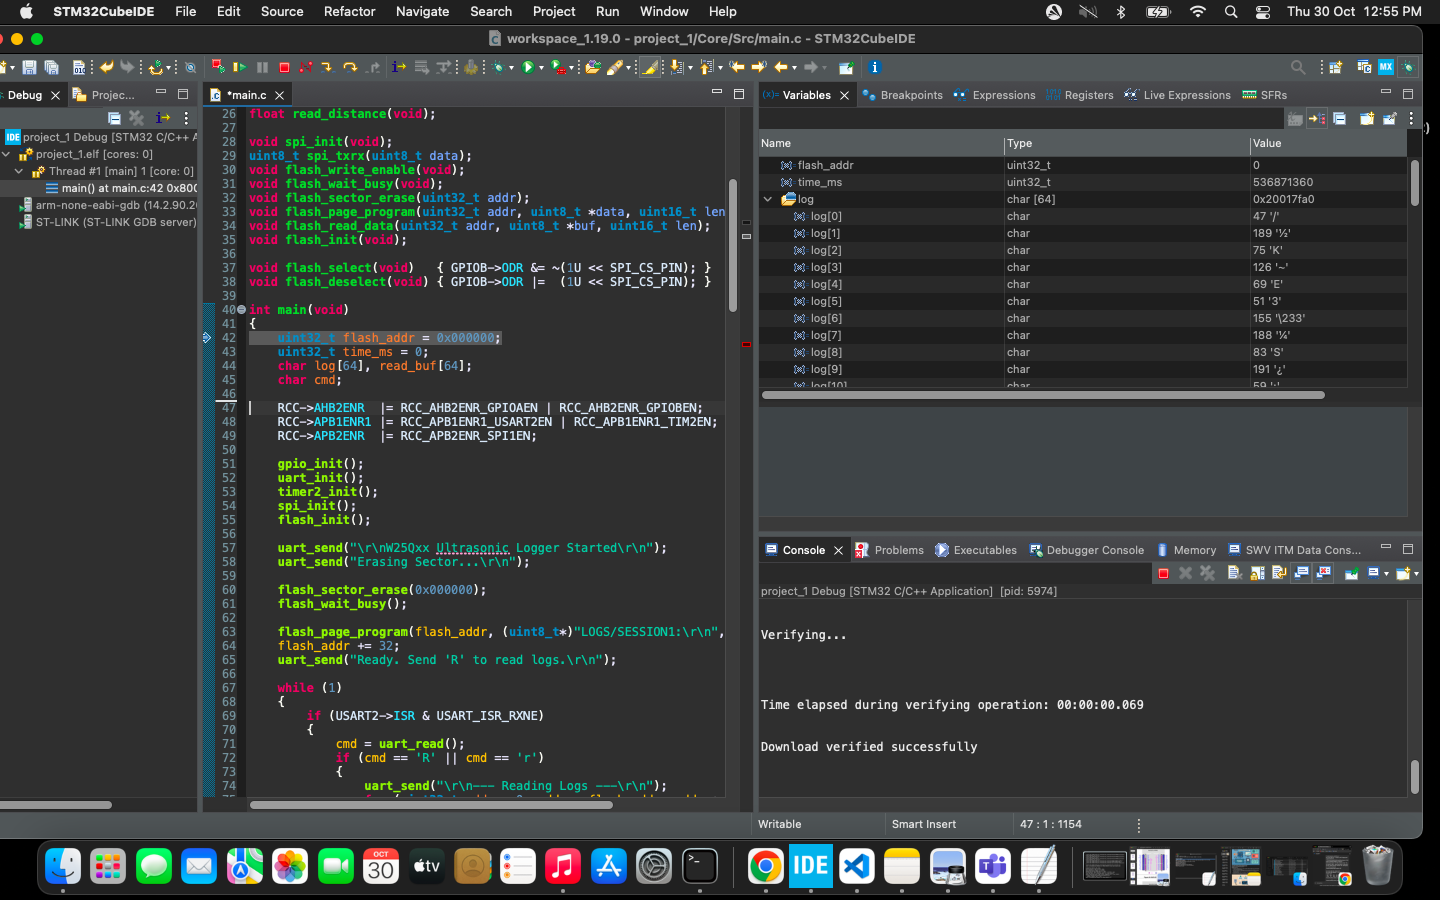 STM32CubeIDE File Edit Source Refactor Navigate Search Project Run Window Help Thu 30 Oct 12:55 PM
workspace_1.19.0 - project_1/Core/Src/main.c - STM32CubeIDE
Debug Projec...
project_1 Debug [STM32 C/C++ A
project_1.elf [cores: 0]
Thread #1 [main] 1 [core: 0]
main() at main.c:42 0x800
arm-none-eabi-gdb (14.2.90.20
ST-LINK (ST-LINK GDB server)
*main.c
26 float read_distance(void);
27
28 void spi_init(void);
29 uint8_t spi_txrx(uint8_t data);
30 void flash_write_enable(void);
31 void flash_wait_busy(void);
32 void flash_sector_erase(uint32_t addr);
33 void flash_page_program(uint32_t addr, uint8_t *data, uint16_t len
34 void flash_read_data(uint32_t addr, uint8_t *buf, uint16_t len);
35 void flash_init(void);
36
37 void flash_select(void) { GPIOB->ODR &= ~(1U << SPI_CS_PIN); }
38 void flash_deselect(void) { GPIOB->ODR |= (1U << SPI_CS_PIN); }
39
40 int main(void)
41 {
42 uint32_t flash_addr = 0x000000;
43 uint32_t time_ms = 0;
44 char log[64], read_buf[64];
45 char cmd;
46
47 RCC->AHB2ENR |= RCC_AHB2ENR_GPIOAEN | RCC_AHB2ENR_GPIOBEN;
48 RCC->APB1ENR1 |= RCC_APB1ENR1_USART2EN | RCC_APB1ENR1_TIM2EN;
49 RCC->APB2ENR |= RCC_APB2ENR_SPI1EN;
50
51 gpio_init();
52 uart_init();
53 timer2_init();
54 spi_init();
55 flash_init();
56
57 uart_send("\r\nW25Qxx Ultrasonic Logger Started\r\n");
58 uart_send("Erasing Sector...\r\n");
59
60 flash_sector_erase(0x000000);
61 flash_wait_busy();
62
63 flash_page_program(flash_addr, (uint8_t*)"LOGS/SESSION1:\r\n",
64 flash_addr += 32;
65 uart_send("Ready. Send 'R' to read logs.\r\n");
66
67 while (1)
68 {
69 if (USART2->ISR & USART_ISR_RXNE)
70 {
71 cmd = uart_read();
72 if (cmd == 'R' || cmd == 'r')
73 {
74 uart_send("\r\n--- Reading Logs ---\r\n");
Variables Breakpoints Expressions Registers Live Expressions SFRs
Name Type Value
flash_addr uint32_t 0
time_ms uint32_t 536871360
log char [64] 0x20017fa0
log[0] char 47 '/'
log[1] char 189 '½'
log[2] char 75 'K'
log[3] char 126 '~'
log[4] char 69 'E'
log[5] char 51 '3'
log[6] char 155 '\233'
log[7] char 188 '¼'
log[8] char 83 'S'
log[9] char 191 '¿'
log[10] char 59 ';'
Console Problems Executables Debugger Console Memory SWV ITM Data Cons...
project_1 Debug [STM32 C/C++ Application] [pid: 5974]
Verifying...
Time elapsed during verifying operation: 00:00:00.069
Download verified successfully
Writable Smart Insert 47 : 1 : 1154
OCT
30
tv
IDE